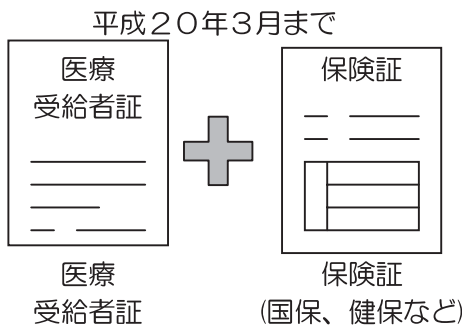 平成２０年３月まで
医療
受給者証
保険証
医療
受給者証
保険証
(国保、健保など)